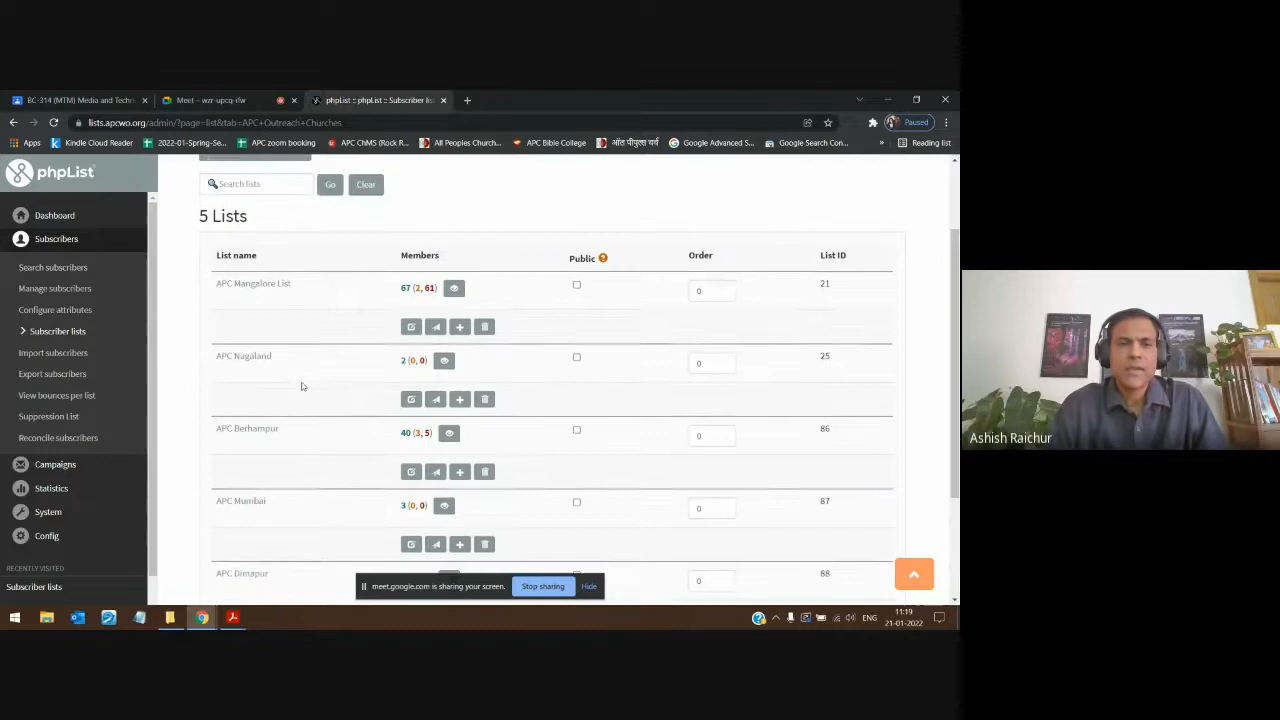 BC-314 (MTM) Media and Techn
Meet – wzr-upcq-ifw
phpList :: phpList :: Subscriber lis
lists.apcwo.org/admin/?page=list&tab=APC+Outreach+Churches
Paused
Apps
Kindle Cloud Reader
2022-01-Spring-Se...
APC zoom booking
APC ChMS (Rock R...
All Peoples Church...
APC Bible College
ऑल पीपुल्स चर्च
Google Advanced S...
Google Search Con...
»
Reading list
phpList
Dashboard
Subscribers
Search subscribers
Manage subscribers
Configure attributes
Subscriber lists
Import subscribers
Export subscribers
View bounces per list
Suppression List
Reconcile subscribers
Campaigns
Statistics
System
Config
RECENTLY VISITED
Subscriber lists
Search lists
Go
Clear
5 Lists
List name Members Public Order List ID
APC Mangalore List 67 (2, 61) 0 21
APC Nagaland 2 (0, 0) 0 25
APC Berhampur 40 (3, 5) 0 86
APC Mumbai 3 (0, 0) 0 87
APC Dimapur 0 88
meet.google.com is sharing your screen.
Stop sharing
Hide
ENG
11:19
21-01-2022
Ashish Raichur